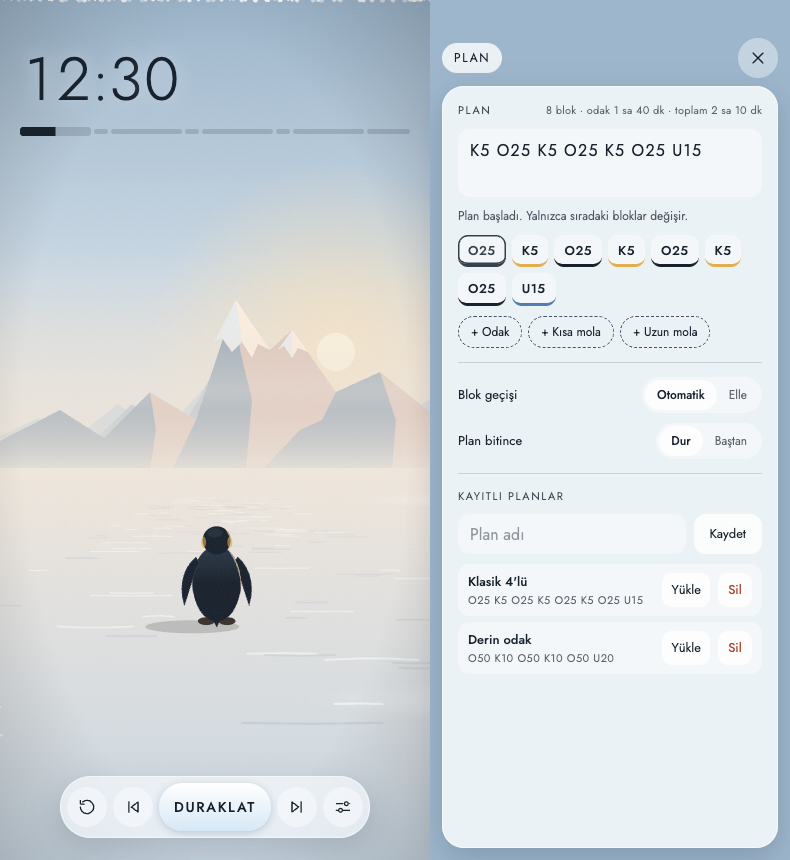 12:30
DURAKLAT
PLAN
PLAN 8 blok · odak 1 sa 40 dk · toplam 2 sa 10 dk
K5 O25 K5 O25 K5 O25 U15
Plan başladı. Yalnızca sıradaki bloklar değişir.
O25 K5 O25 K5 O25 K5
O25 U15
+ Odak + Kısa mola + Uzun mola
Blok geçişi Otomatik Elle
Plan bitince Dur Baştan
KAYITLI PLANLAR
Plan adı Kaydet
Klasik 4'lü
O25 K5 O25 K5 O25 K5 O25 U15
Yükle Sil
Derin odak
O50 K10 O50 K10 O50 U20
Yükle Sil